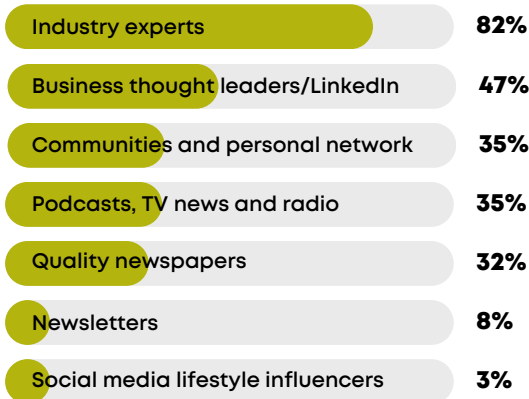 Industry experts 82%
Business thought leaders/LinkedIn 47%
Communities and personal network 35%
Podcasts, TV news and radio 35%
Quality newspapers 32%
Newsletters 8%
Social media lifestyle influencers 3%